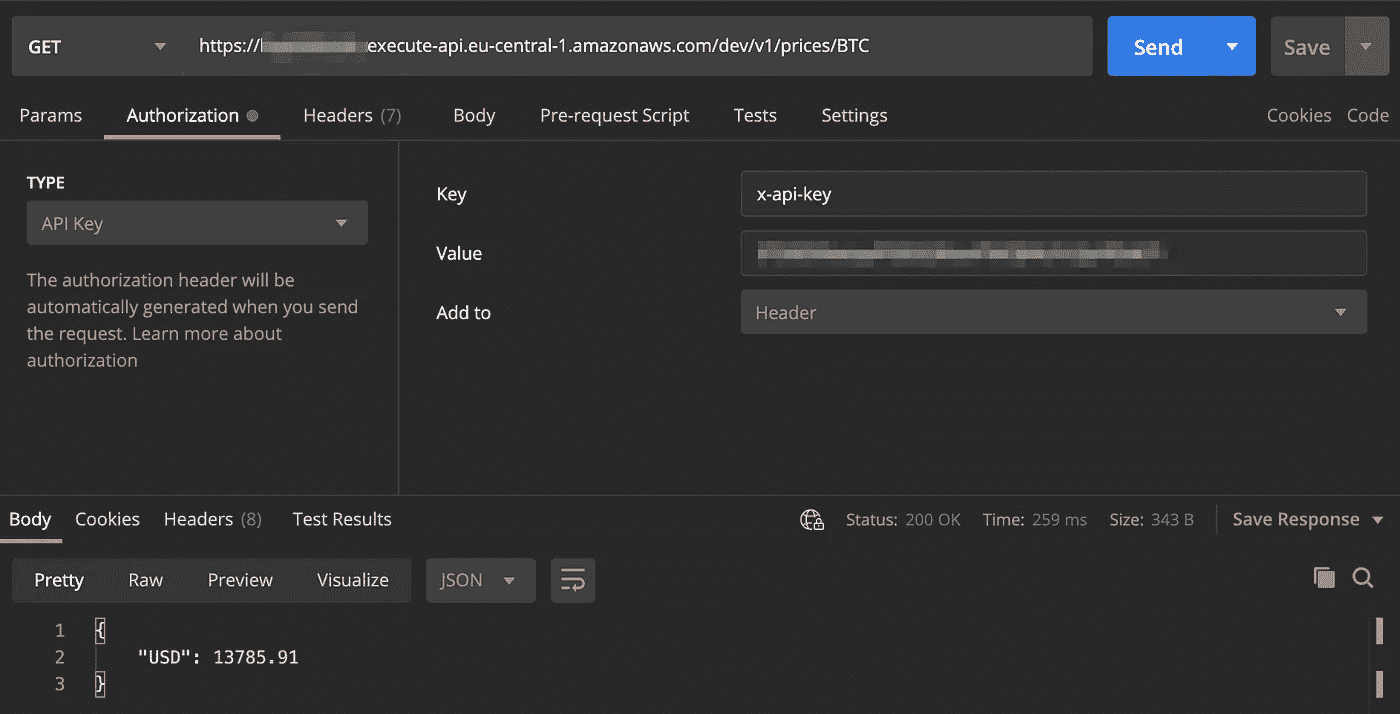 GET https:// execute-api.eu-central-1.amazonaws.com/dev/v1/prices/BTC Send Save
Params Authorization Headers (7) Body Pre-request Script Tests Settings Cookies Code
TYPE
API Key
The authorization header will be
automatically generated when you send
the request. Learn more about
authorization
Key x-api-key
Value
Add to Header
Body Cookies Headers (8) Test Results Status: 200 OK Time: 259 ms Size: 343 B Save Response
Pretty Raw Preview Visualize JSON
1 {
2 "USD": 13785.91
3 }